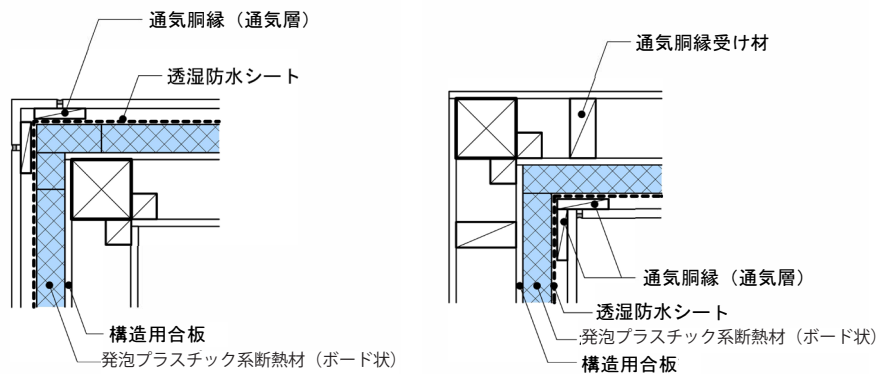 通気胴縁（通気層）
透湿防水シート
構造用合板
発泡プラスチック系断熱材（ボード状）
通気胴縁受け材
通気胴縁（通気層）
透湿防水シート
発泡プラスチック系断熱材（ボード状）
構造用合板